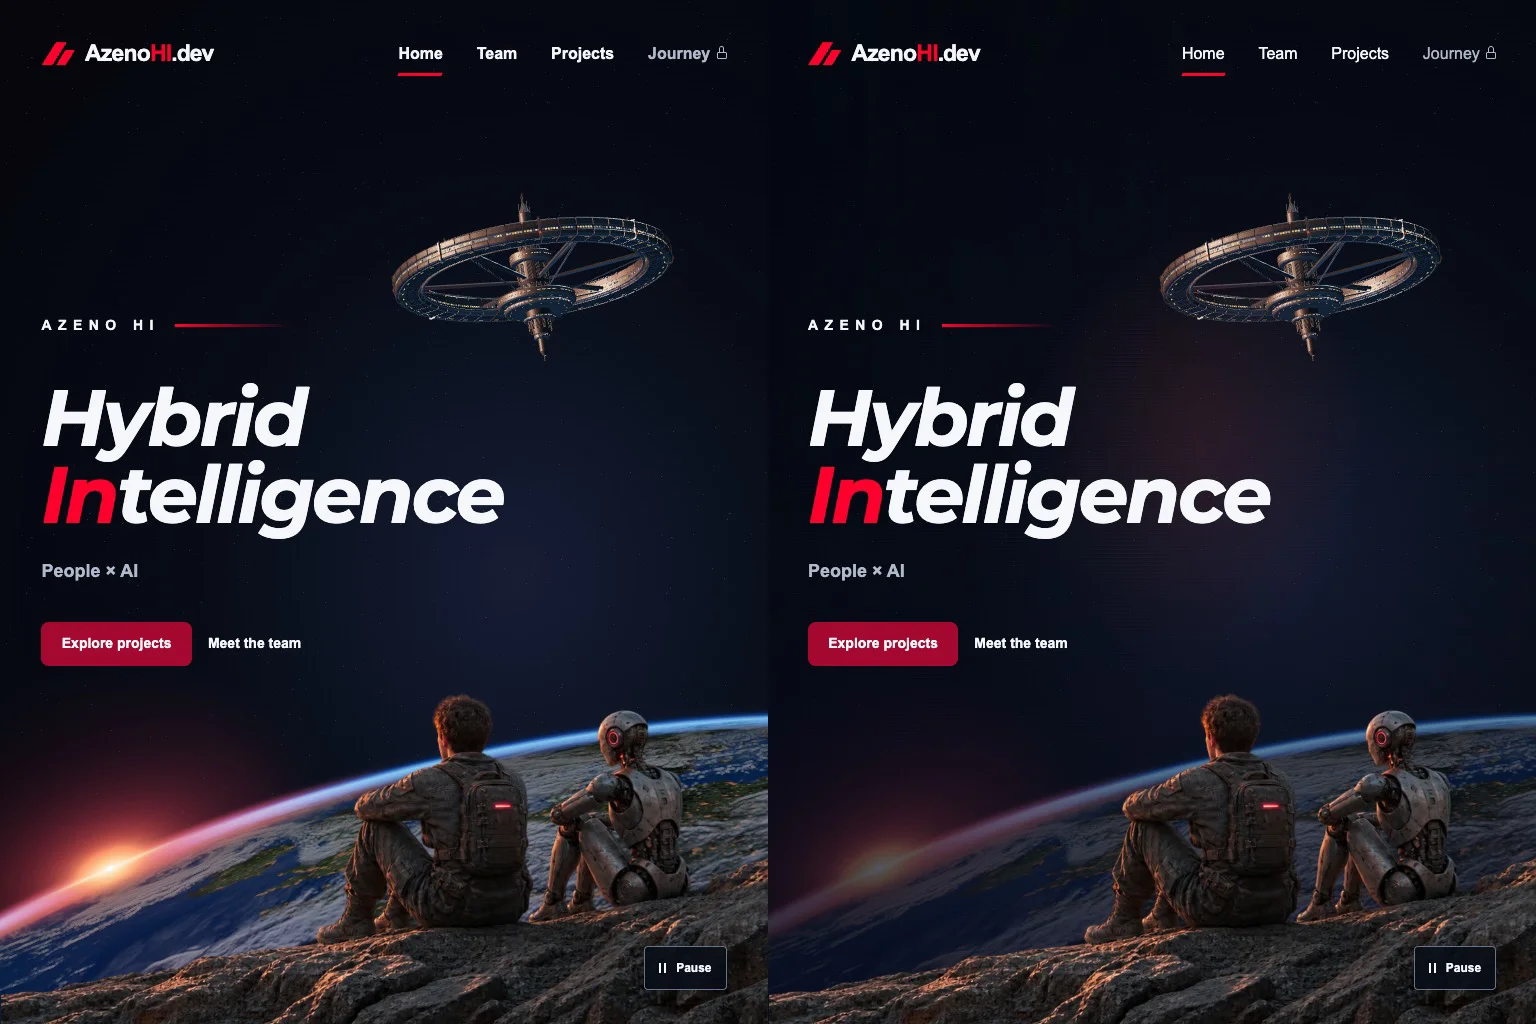 AzenoHI.dev Home Team Projects Journey
AZENO HI
Hybrid
Intelligence
People × AI
Explore projects Meet the team
Pause
AzenoHI.dev Home Team Projects Journey
AZENO HI
Hybrid
Intelligence
People × AI
Explore projects Meet the team
Pause